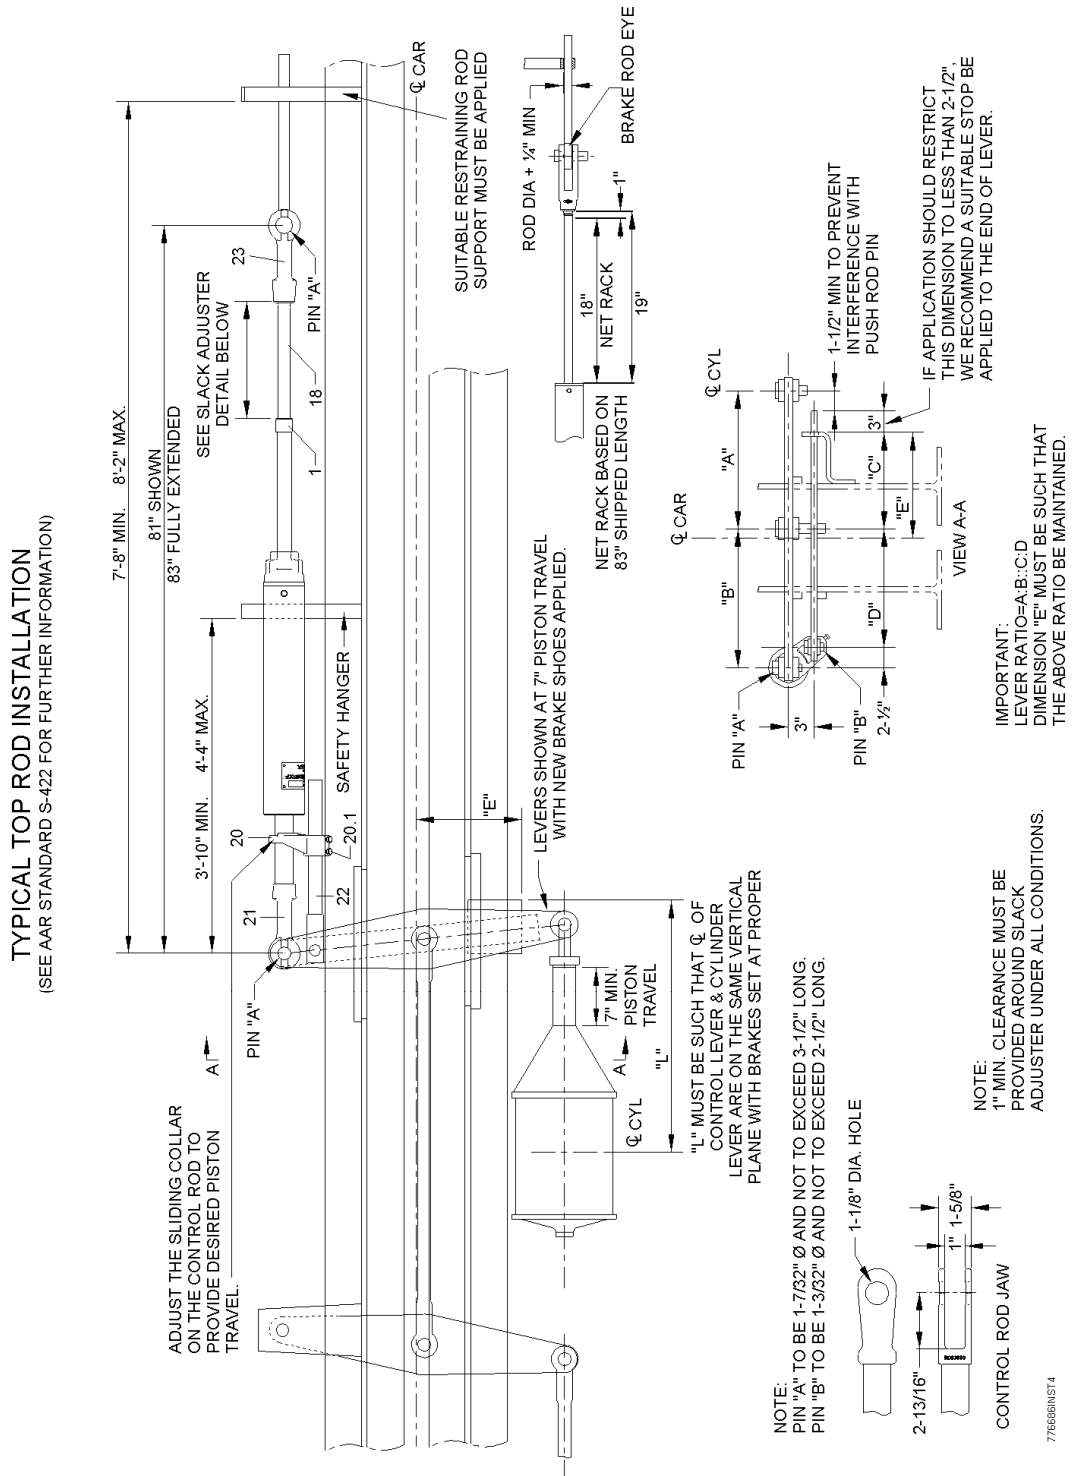 TYPICAL TOP ROD INSTALLATION
(SEE AAR STANDARD S-422 FOR FURTHER INFORMATION)
7'-8" MIN. 8'-2" MAX.
81" SHOWN
83" FULLY EXTENDED
3'-10" MIN. 4'-4" MAX.
SEE SLACK ADJUSTER
DETAIL BELOW
ADJUST THE SLIDING COLLAR
ON THE CONTROL ROD TO
PROVIDE DESIRED PISTON
TRAVEL.
A
PIN "A"
21
20
20.1
22
SAFETY HANGER
1
18
23
PIN "A"
℄ CAR
SUITABLE RESTRAINING ROD
SUPPORT MUST BE APPLIED
"E"
LEVERS SHOWN AT 7" PISTON TRAVEL
WITH NEW BRAKE SHOES APPLIED.
7" MIN.
PISTON
TRAVEL
A
℄ CYL
"L"
"L" MUST BE SUCH THAT ℄ OF
CONTROL LEVER & CYLINDER
LEVER ARE ON THE SAME VERTICAL
PLANE WITH BRAKES SET AT PROPER
ROD DIA + ¼" MIN
BRAKE ROD EYE
1"
18"
NET RACK
19"
NET RACK BASED ON
83" SHIPPED LENGTH
℄ CAR
℄ CYL
"B"
"A"
1-1/2" MIN TO PREVENT
INTERFERENCE WITH
PUSH ROD PIN
PIN "A"
3"
PIN "B"
2-½"
"D"
"C"
3"
"E"
VIEW A-A
IF APPLICATION SHOULD RESTRICT
THIS DIMENSION TO LESS THAN 2-1/2",
WE RECOMMEND A SUITABLE STOP BE
APPLIED TO THE END OF LEVER.
IMPORTANT:
LEVER RATIO=A:B::C:D
DIMENSION "E" MUST BE SUCH THAT
THE ABOVE RATIO BE MAINTAINED.
NOTE:
PIN "A" TO BE 1-7/32" Ø AND NOT TO EXCEED 3-1/2" LONG.
PIN "B" TO BE 1-3/32" Ø AND NOT TO EXCEED 2-1/2" LONG.
1-1/8" DIA. HOLE
2-13/16"
1" 1-5/8"
CONTROL ROD JAW
NOTE:
1" MIN. CLEARANCE MUST BE
PROVIDED AROUND SLACK
ADJUSTER UNDER ALL CONDITIONS.
776686INST4